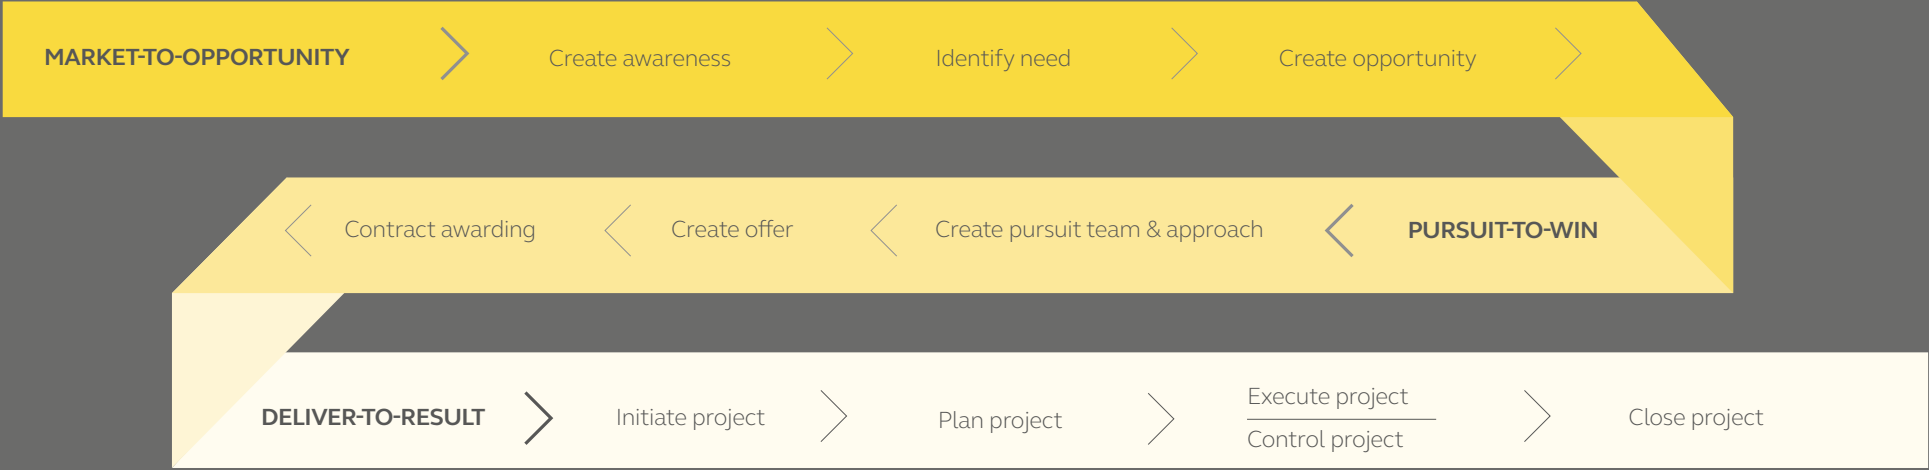 MARKET-TO-OPPORTUNITY
Create awareness
Identify need
Create opportunity
PURSUIT-TO-WIN
Create pursuit team & approach
Create offer
Contract awarding
DELIVER-TO-RESULT
Initiate project
Plan project
Execute project
Control project
Close project